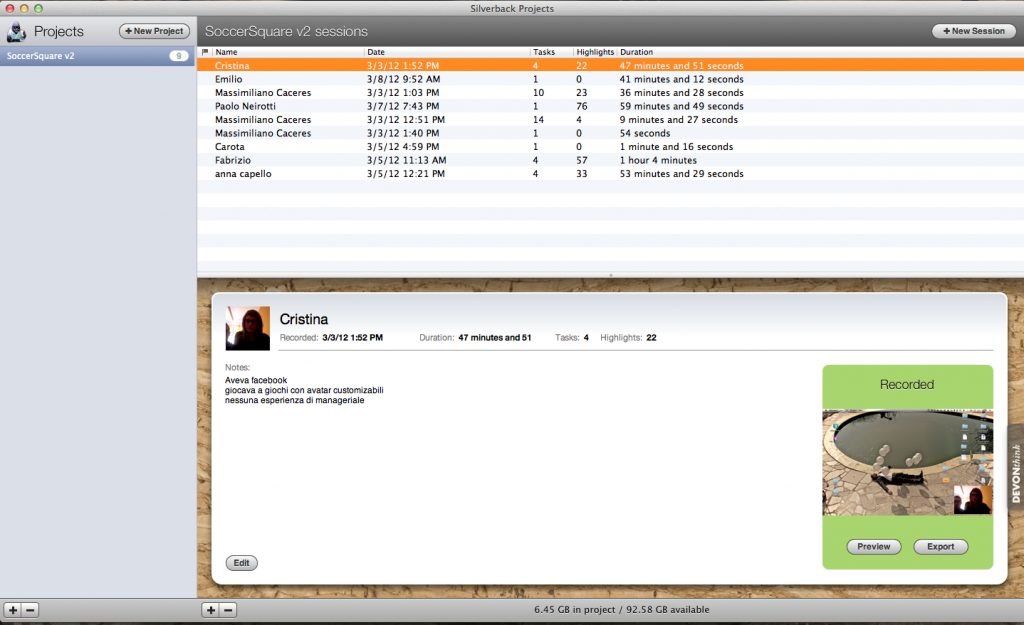 Silverback Projects
Projects
+ New Project
SoccerSquare v2 sessions
+ New Session
SoccerSquare v2 9
Name Date Tasks Highlights Duration
Cristina 3/3/12 1:52 PM 4 22 47 minutes and 51 seconds
Emilio 3/8/12 9:52 AM 1 0 41 minutes and 12 seconds
Massimiliano Caceres 3/3/12 1:03 PM 10 23 36 minutes and 28 seconds
Paolo Neirotti 3/7/12 7:43 PM 1 76 59 minutes and 49 seconds
Massimiliano Caceres 3/3/12 12:51 PM 14 4 9 minutes and 27 seconds
Massimiliano Caceres 3/3/12 1:40 PM 1 0 54 seconds
Carota 3/5/12 4:59 PM 1 0 1 minute and 16 seconds
Fabrizio 3/5/12 11:13 AM 4 57 1 hour 4 minutes
anna capello 3/5/12 12:21 PM 4 33 53 minutes and 29 seconds
Cristina
Recorded: 3/3/12 1:52 PM Duration: 47 minutes and 51 Tasks: 4 Highlights: 22
Notes:
Aveva facebook
giocava a giochi con avatar customizabili
nessuna esperienza di manageriale
Recorded
Preview Export
DEVONthink
Edit
6.45 GB in project / 92.58 GB available